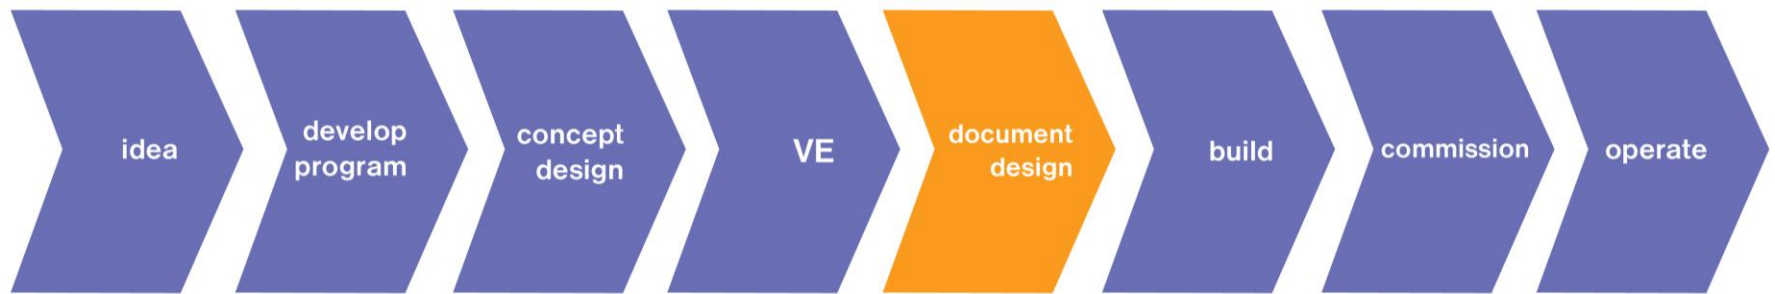 idea
develop
program
concept
design
VE
document
design
build
commission
operate